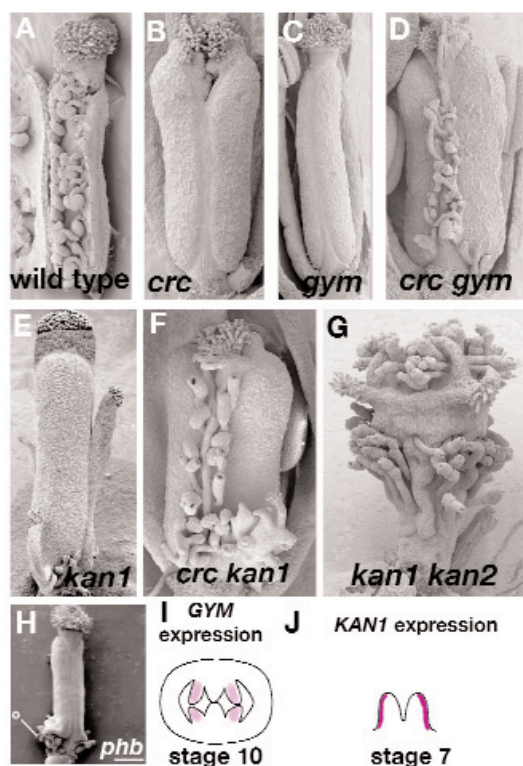 A
wild type
B
crc
C
gym
D
crc gym
E
kan1
F
crc kan1
G
kan1 kan2
H
o
phb
I GYM
expression
stage 10
J KAN1 expression
stage 7